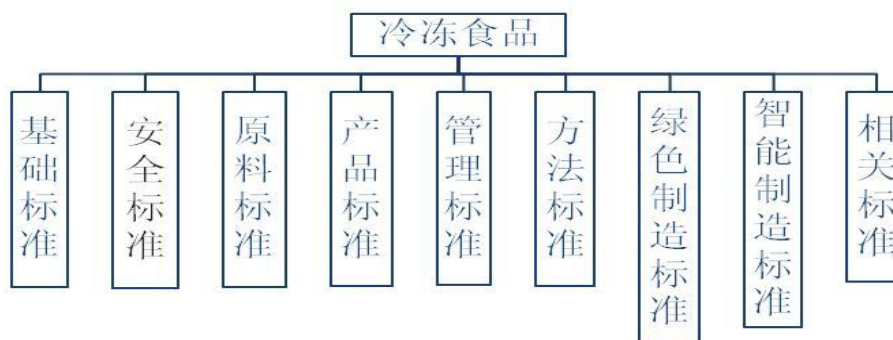 冷冻食品
基础标准
安全标准
原料标准
产品标准
管理标准
方法标准
绿色制造标准
智能制造标准
相关标准